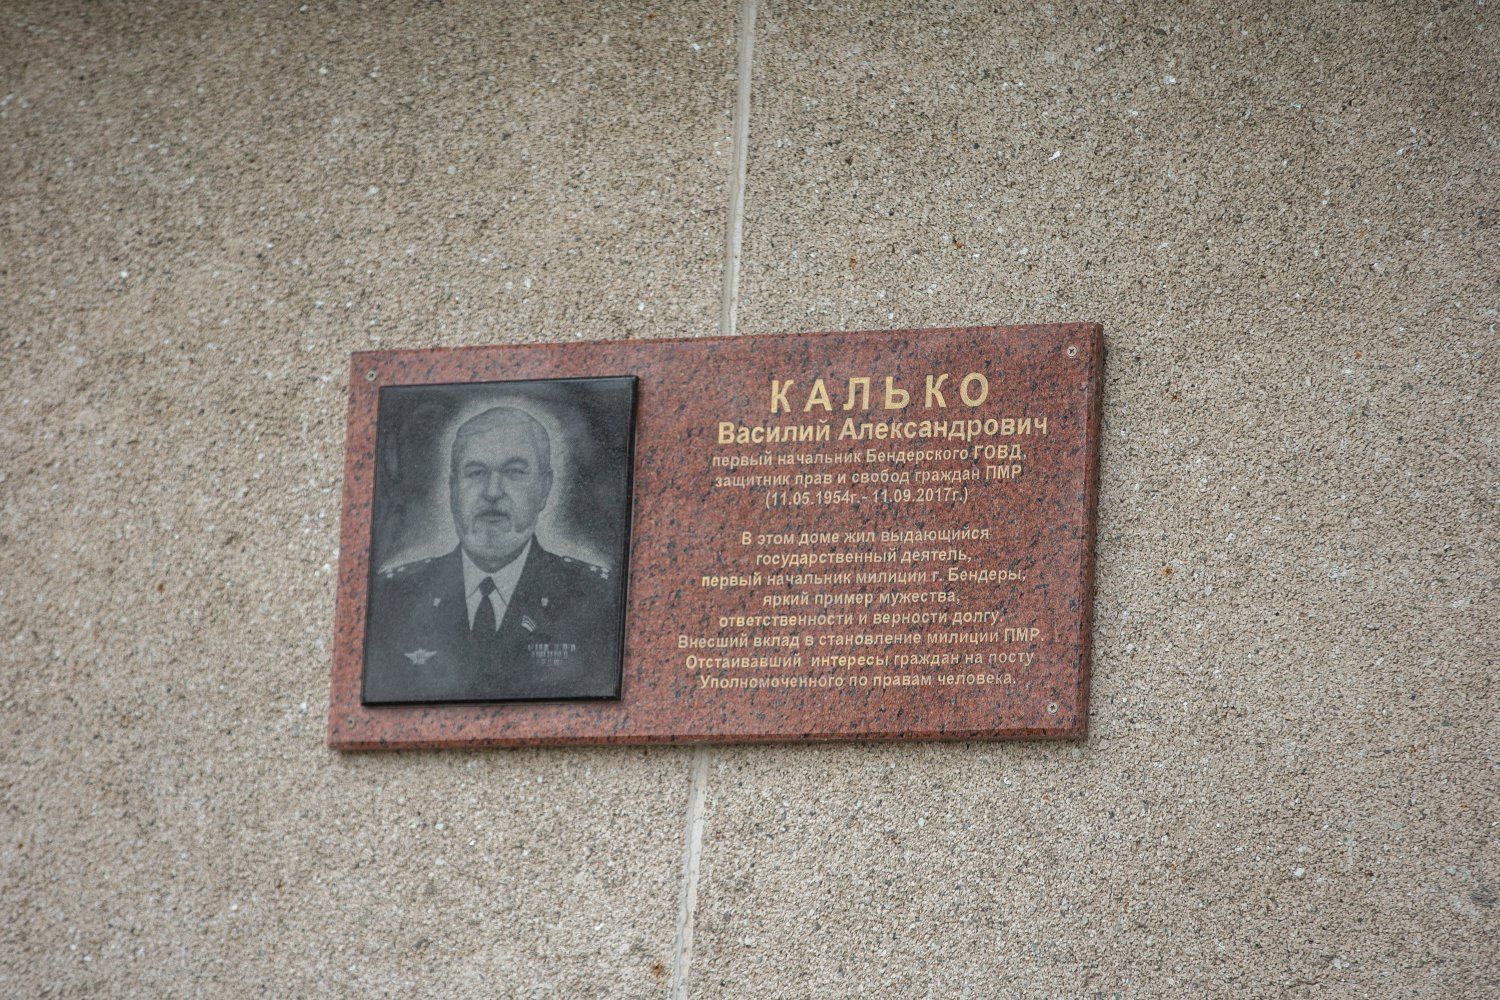 КАЛЬКО
Василий Александрович
первый начальник Бендерского ГОВД,
защитник прав и свобод граждан ПМР
(11.05.1954г.- 11.09.2017г.)
В этом доме жил выдающийся
государственный деятель,
первый начальник милиции г. Бендеры,
яркий пример мужества,
ответственности и верности долгу.
Внесший вклад в становление милиции ПМР.
Отстаивавший интересы граждан на посту
Уполномоченного по правам человека.